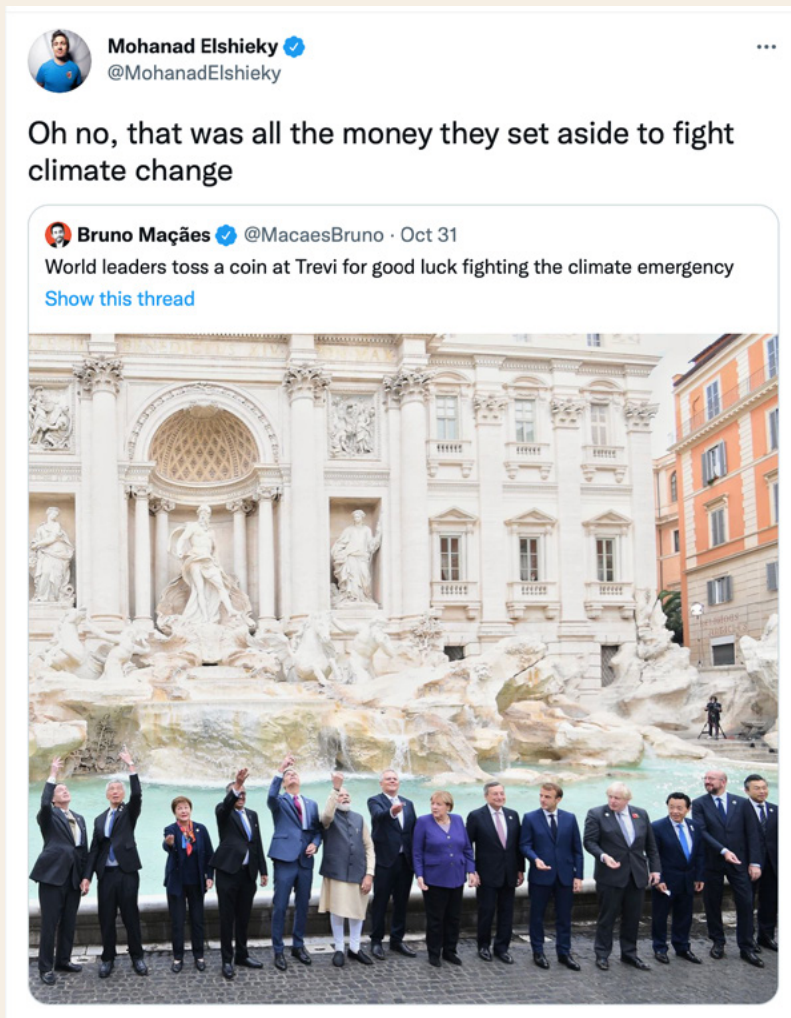 Mohanad Elshieky
@MohanadElshieky
Oh no, that was all the money they set aside to fight
climate change
Bruno Maçães @MacaesBruno · Oct 31
World leaders toss a coin at Trevi for good luck fighting the climate emergency
Show this thread